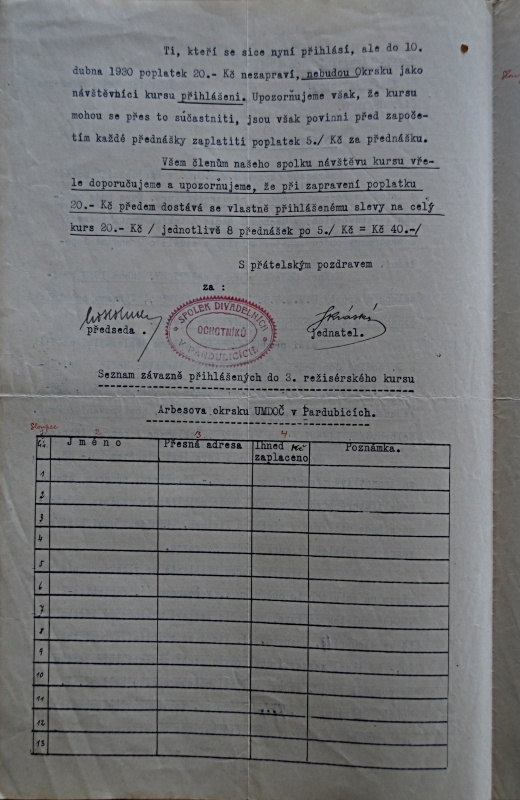 Ti, kteří se sice nyní přihlásí, ale do 10.
dubna 1930 poplatek 20.- Kč nezapraví, nebudou Okrsku jako
návštěvníci kursu přihlášeni. Upozorňujeme však, že kursu
mohou se přes to súčastniti, jsou však povinni před započe-
tím každé přednášky zaplatiti poplatek 5./ Kč za přednášku.
Všem členům našeho spolku návštěvu kursu vře-
le doporučujeme a upozorňujeme, že při zapravení poplatku
20.- Kč předem dostává se vlastně přihlášenému slevy na celý
kurs 20.- Kč / jednotlivě 8 přednášek po 5./ Kč = Kč 40.-/
S přátelským pozdravem
za :
SPOLEK DIVADELNÍCH
OCHOTNÍKŮ
V PARDUBICÍCH
předseda .
jednatel.
Seznam závazně přihlášených do 3. režisérského kursu
Arbesova okrsku UMDOČ v Pardubicích.
Sloupec
2 3 4
Jméno Přesná adresa Ihned Kč zaplaceno Poznámka.
1
2
3
4
5
6
7
8
9
10
11
12
13